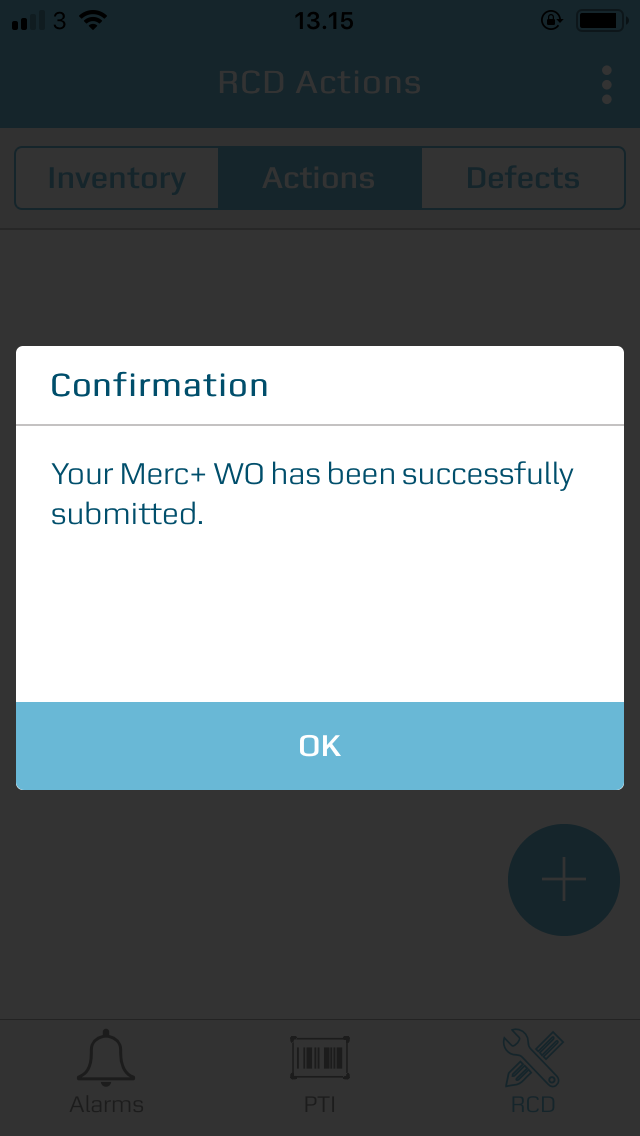 3 13.15
RCD Actions
Inventory Actions Defects
Confirmation
Your Merc+ WO has been successfully
submitted.
OK
Alarms PTI RCD